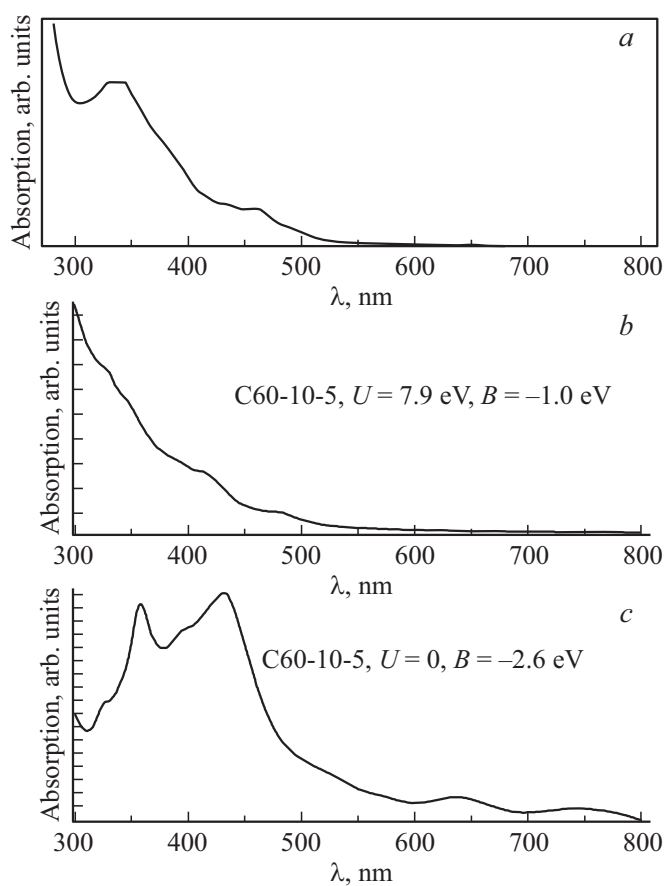 a
Absorption, arb. units
300 400 500 600 700 800
λ, nm
b
Absorption, arb. units
C60-10-5, U = 7.9 eV, B = –1.0 eV
300 400 500 600 700 800
λ, nm
c
Absorption, arb. units
C60-10-5, U = 0, B = –2.6 eV
300 400 500 600 700 800
λ, nm